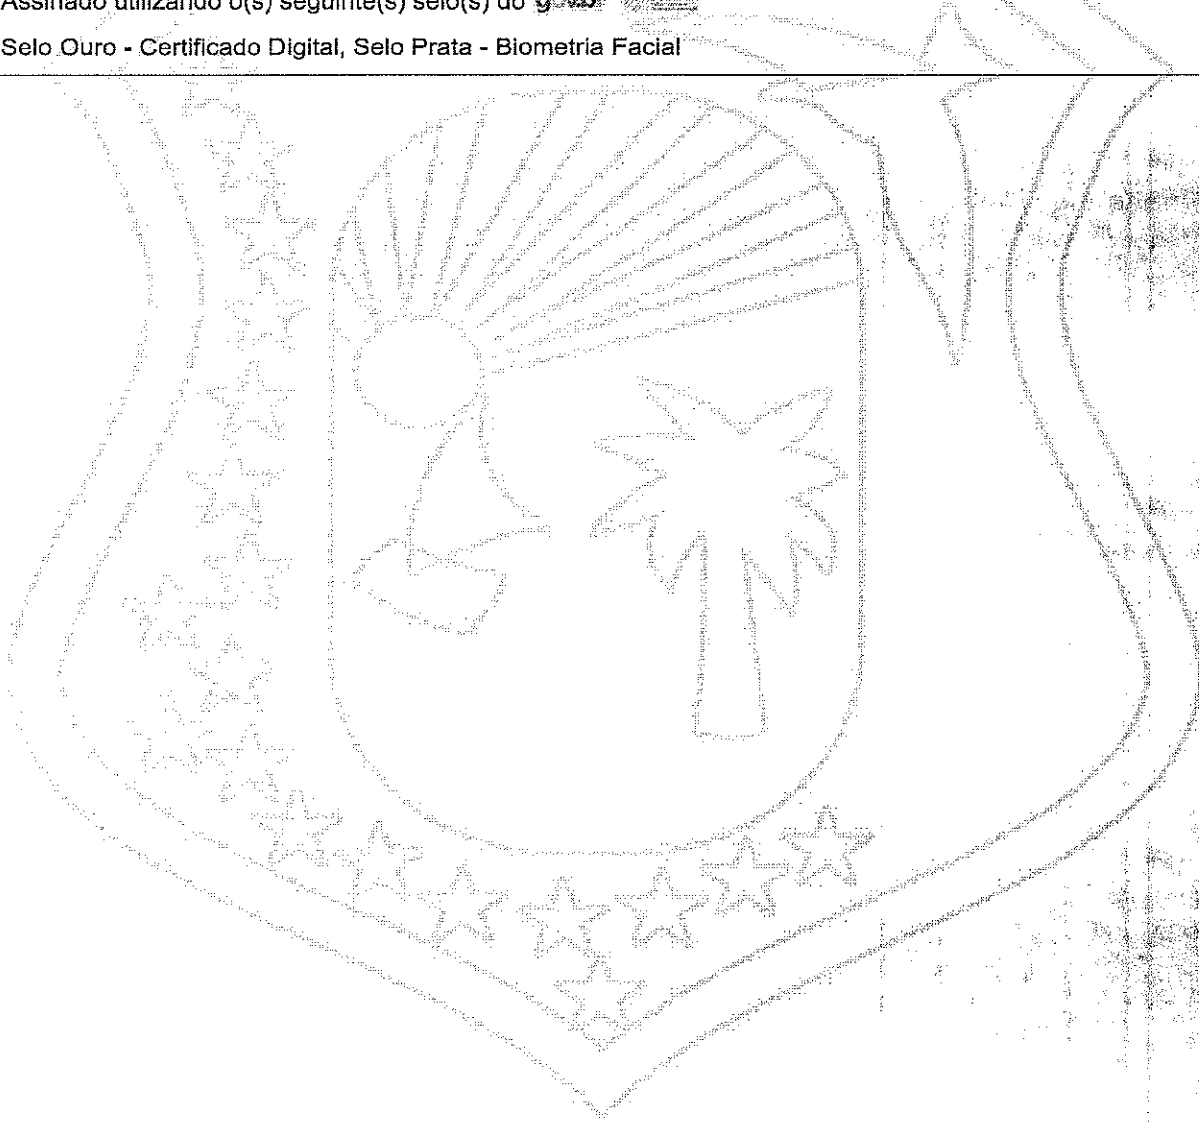 Assinado utilizando o(s) seguinte(s) selo(s) do
Selo Ouro - Certificado Digital, Selo Prata - Biometria Facial